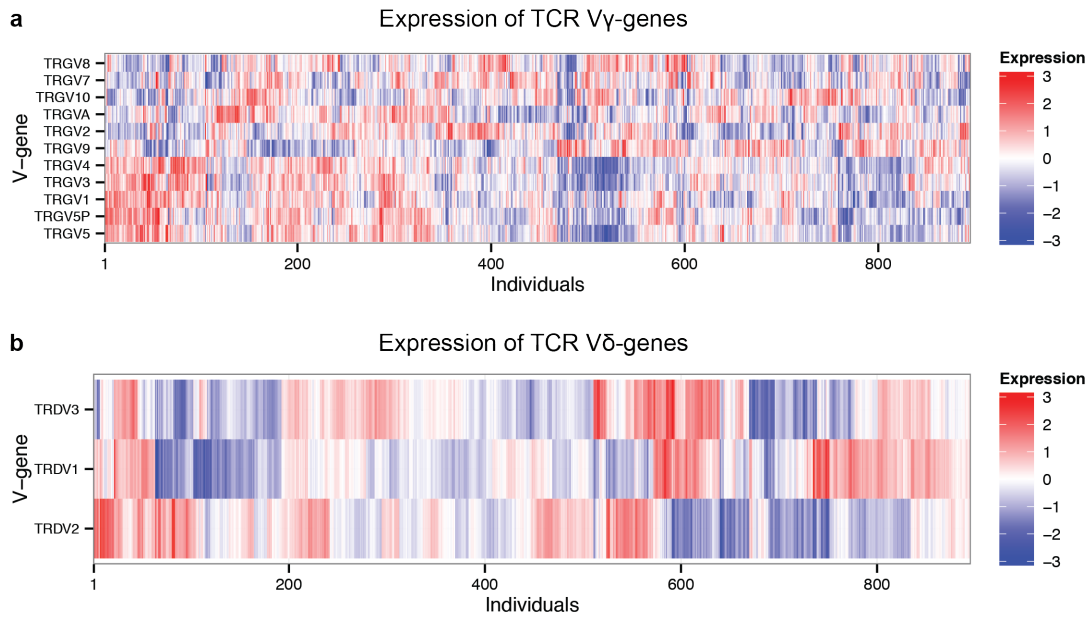 a
Expression of TCR Vγ-genes
V-gene
TRGV8
TRGV7
TRGV10
TRGVA
TRGV2
TRGV9
TRGV4
TRGV3
TRGV1
TRGV5P
TRGV5
1 200 400 600 800
Individuals
Expression
3
2
1
0
−1
−2
−3
b
Expression of TCR Vδ-genes
V-gene
TRDV3
TRDV1
TRDV2
1 200 400 600 800
Individuals
Expression
3
2
1
0
−1
−2
−3